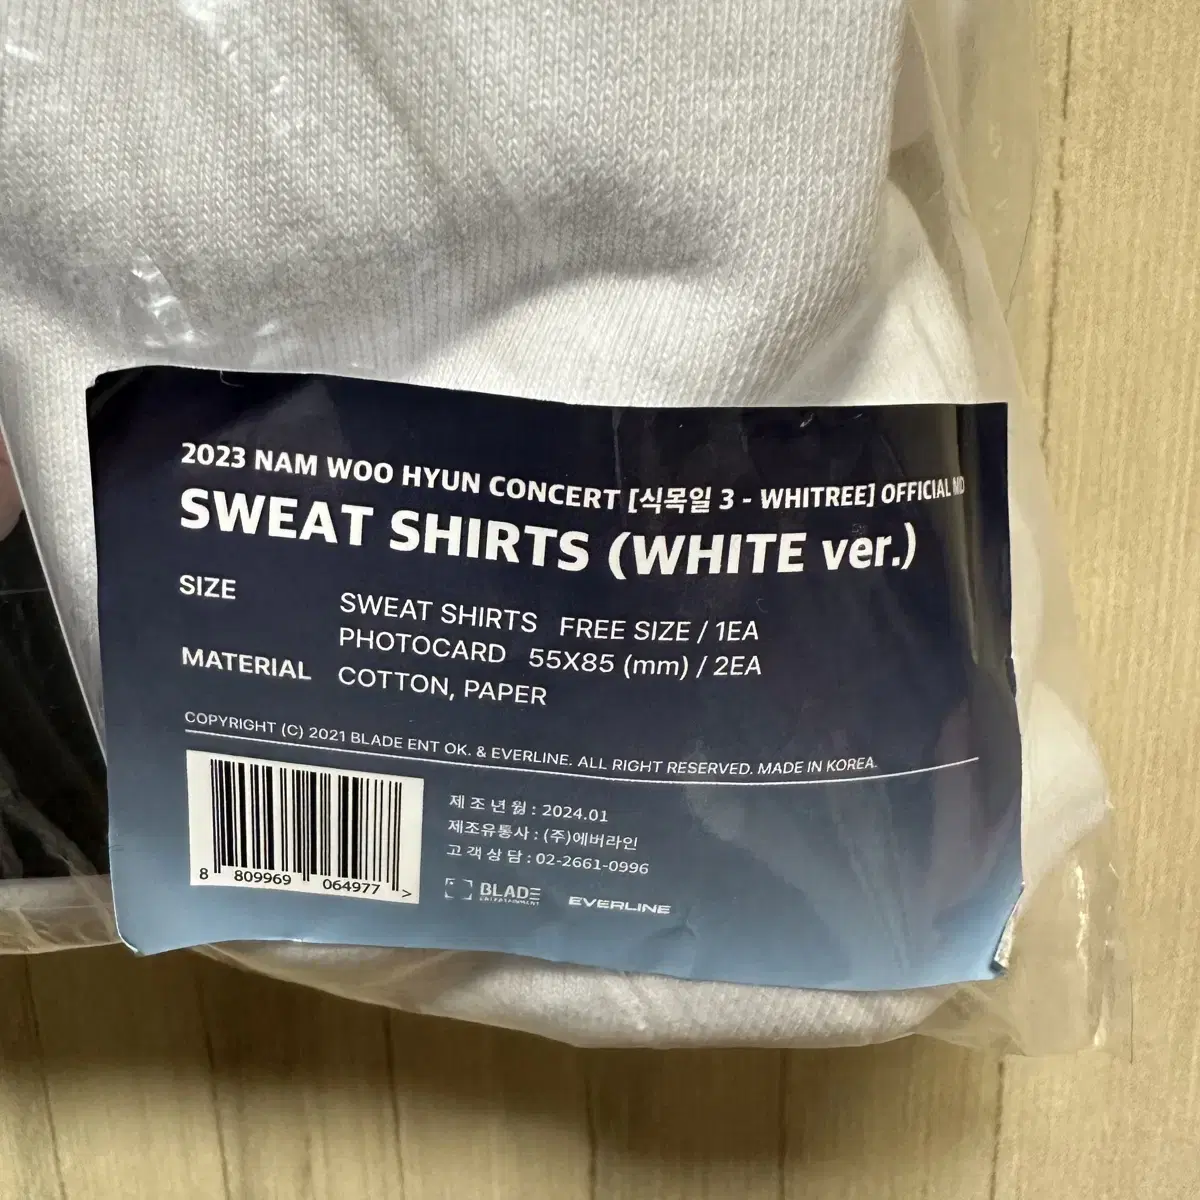 2023 NAM WOO HYUN CONCERT [식목일 3 - WHITREE] OFFICIAL MD
SWEAT SHIRTS (WHITE ver.)
SIZE SWEAT SHIRTS FREE SIZE / 1EA
PHOTOCARD 55X85 (mm) / 2EA
MATERIAL COTTON, PAPER
COPYRIGHT (C) 2021 BLADE ENT OK. & EVERLINE. ALL RIGHT RESERVED. MADE IN KOREA.
제조년월 : 2024.01
제조유통사 : (주)에버라인
고객상담 : 02-2661-0996
8 809969 064977 >
BLADE
ENTERTAINMENT
EVERLINE